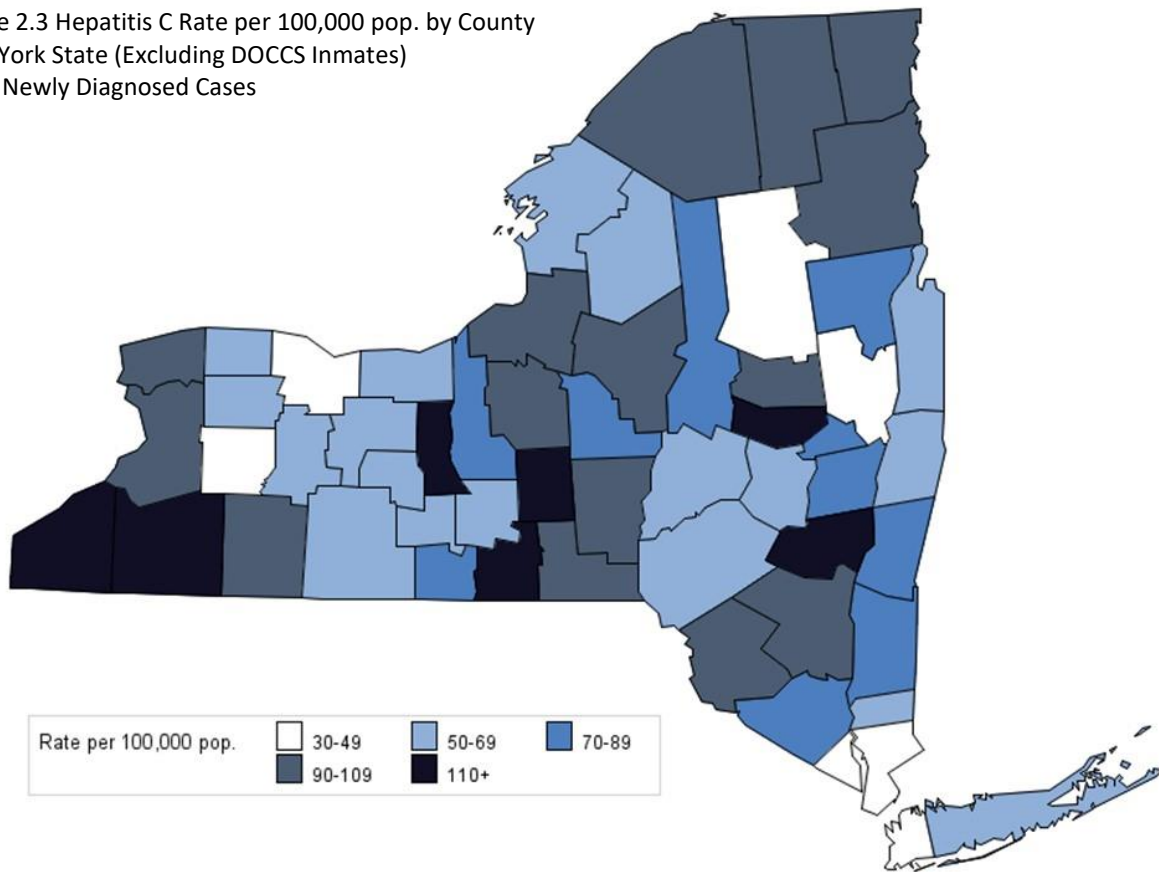 e 2.3 Hepatitis C Rate per 100,000 pop. by County
York State (Excluding DOCCS Inmates)
Newly Diagnosed Cases
Rate per 100,000 pop. 30-49 50-69 70-89
90-109 110+